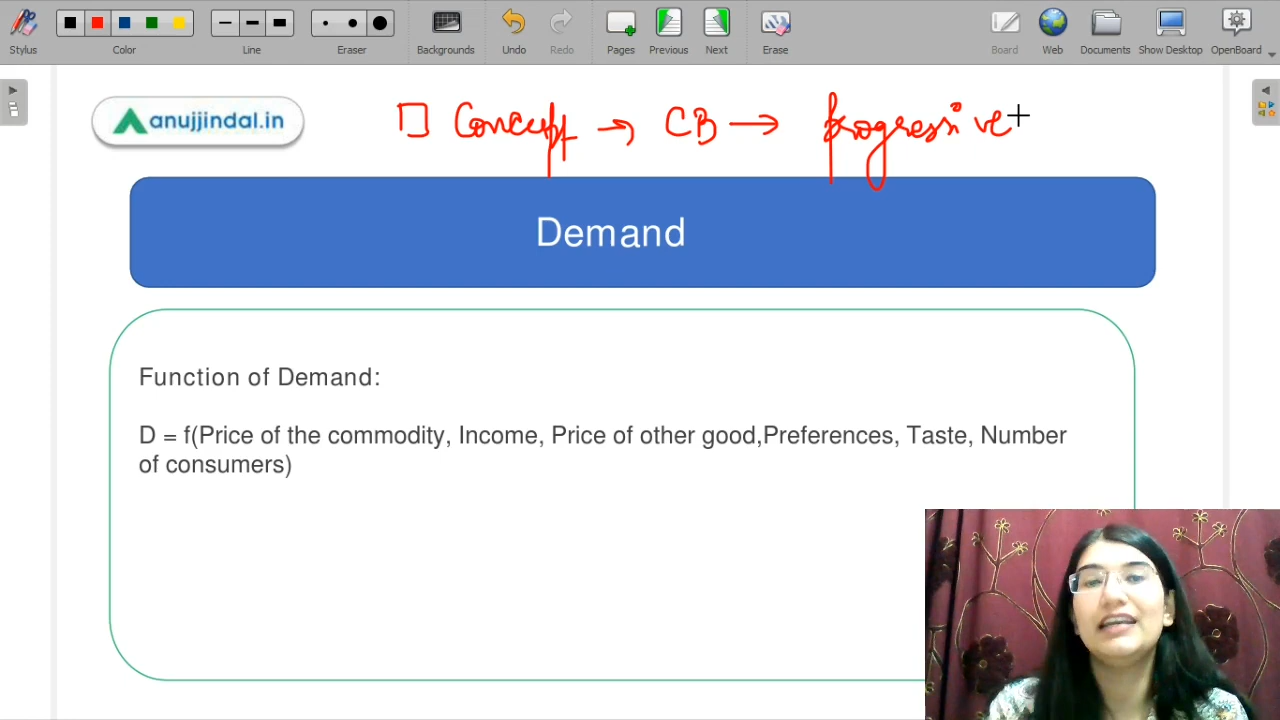 Stylus Color Line Eraser Backgrounds Undo Redo Pages Previous Next Erase Board Web Documents Show Desktop OpenBoard
anujjindal.in
Concept → CB → Progressive
Demand
Function of Demand:
D = f(Price of the commodity, Income, Price of other good,Preferences, Taste, Number
of consumers)